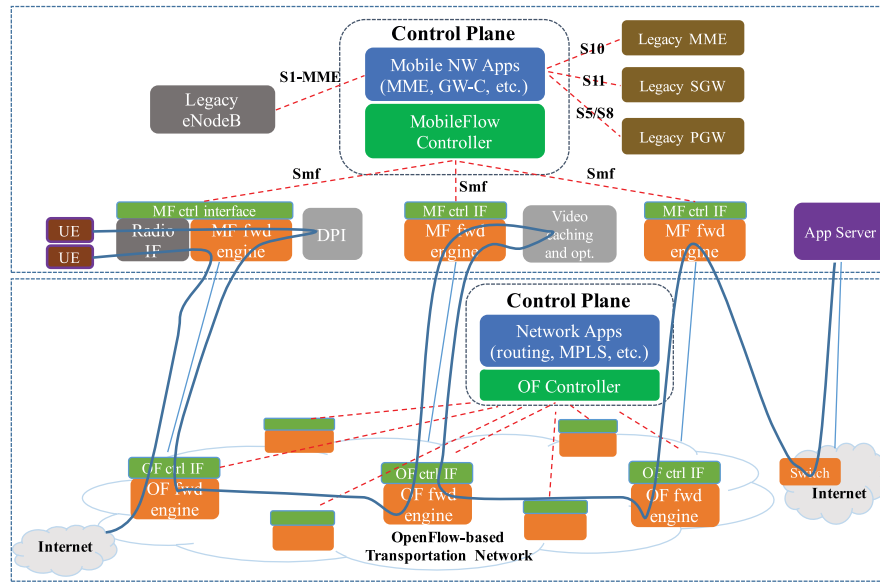 Control Plane
Mobile NW Apps
(MME, GW-C, etc.)
MobileFlow
Controller
S1-MME
Legacy
eNodeB
S10
S11
S5/S8
Legacy MME
Legacy SGW
Legacy PGW
Smf
Smf
Smf
MF ctrl interface
UE
UE
Radio
IF
MF fwd
engine
DPI
MF ctrl IF
MF fwd
engine
Video
caching
and opt.
MF ctrl IF
MF fwd
engine
App Server
Control Plane
Network Apps
(routing, MPLS, etc.)
OF Controller
OF ctrl IF
OF fwd
engine
OF ctrl IF
OF fwd
engine
OF ctrl IF
OF fwd
engine
Switch
Internet
Internet
OpenFlow-based
Transportation Network